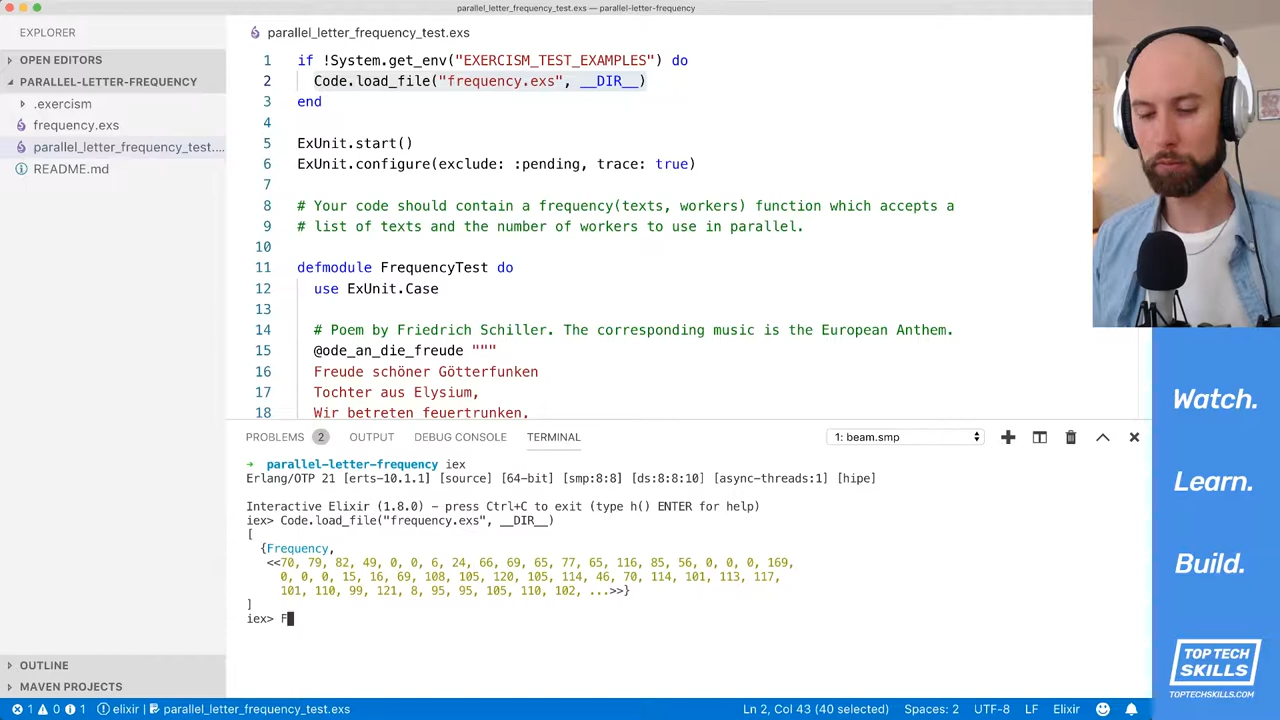 parallel_letter_frequency_test.exs — parallel-letter-frequency
EXPLORER
OPEN EDITORS
PARALLEL-LETTER-FREQUENCY
.exercism
frequency.exs
parallel_letter_frequency_test....
README.md
OUTLINE
MAVEN PROJECTS
parallel_letter_frequency_test.exs
1 if !System.get_env("EXERCISM_TEST_EXAMPLES") do
2 Code.load_file("frequency.exs", __DIR__)
3 end
4
5 ExUnit.start()
6 ExUnit.configure(exclude: :pending, trace: true)
7
8 # Your code should contain a frequency(texts, workers) function which accepts a
9 # list of texts and the number of workers to use in parallel.
10
11 defmodule FrequencyTest do
12 use ExUnit.Case
13
14 # Poem by Friedrich Schiller. The corresponding music is the European Anthem.
15 @ode_an_die_freude """
16 Freude schöner Götterfunken
17 Tochter aus Elysium,
18 Wir betreten feuertrunken,
PROBLEMS 2 OUTPUT DEBUG CONSOLE TERMINAL 1: beam.smp
→ parallel-letter-frequency iex
Erlang/OTP 21 [erts-10.1.1] [source] [64-bit] [smp:8:8] [ds:8:8:10] [async-threads:1] [hipe]
Interactive Elixir (1.8.0) - press Ctrl+C to exit (type h() ENTER for help)
iex> Code.load_file("frequency.exs", __DIR__)
[
{Frequency,
<<70, 79, 82, 49, 0, 0, 6, 24, 66, 69, 65, 77, 65, 116, 85, 56, 0, 0, 0, 169,
0, 0, 0, 15, 16, 69, 108, 105, 120, 105, 114, 46, 70, 114, 101, 113, 117,
101, 110, 99, 121, 8, 95, 95, 105, 110, 102, ...>>}
]
iex> F
Watch.
Learn.
Build.
TOP TECH
SKILLS
TOPTECHSKILLS.COM
1 0 1 elixir | parallel_letter_frequency_test.exs Ln 2, Col 43 (40 selected) Spaces: 2 UTF-8 LF Elixir